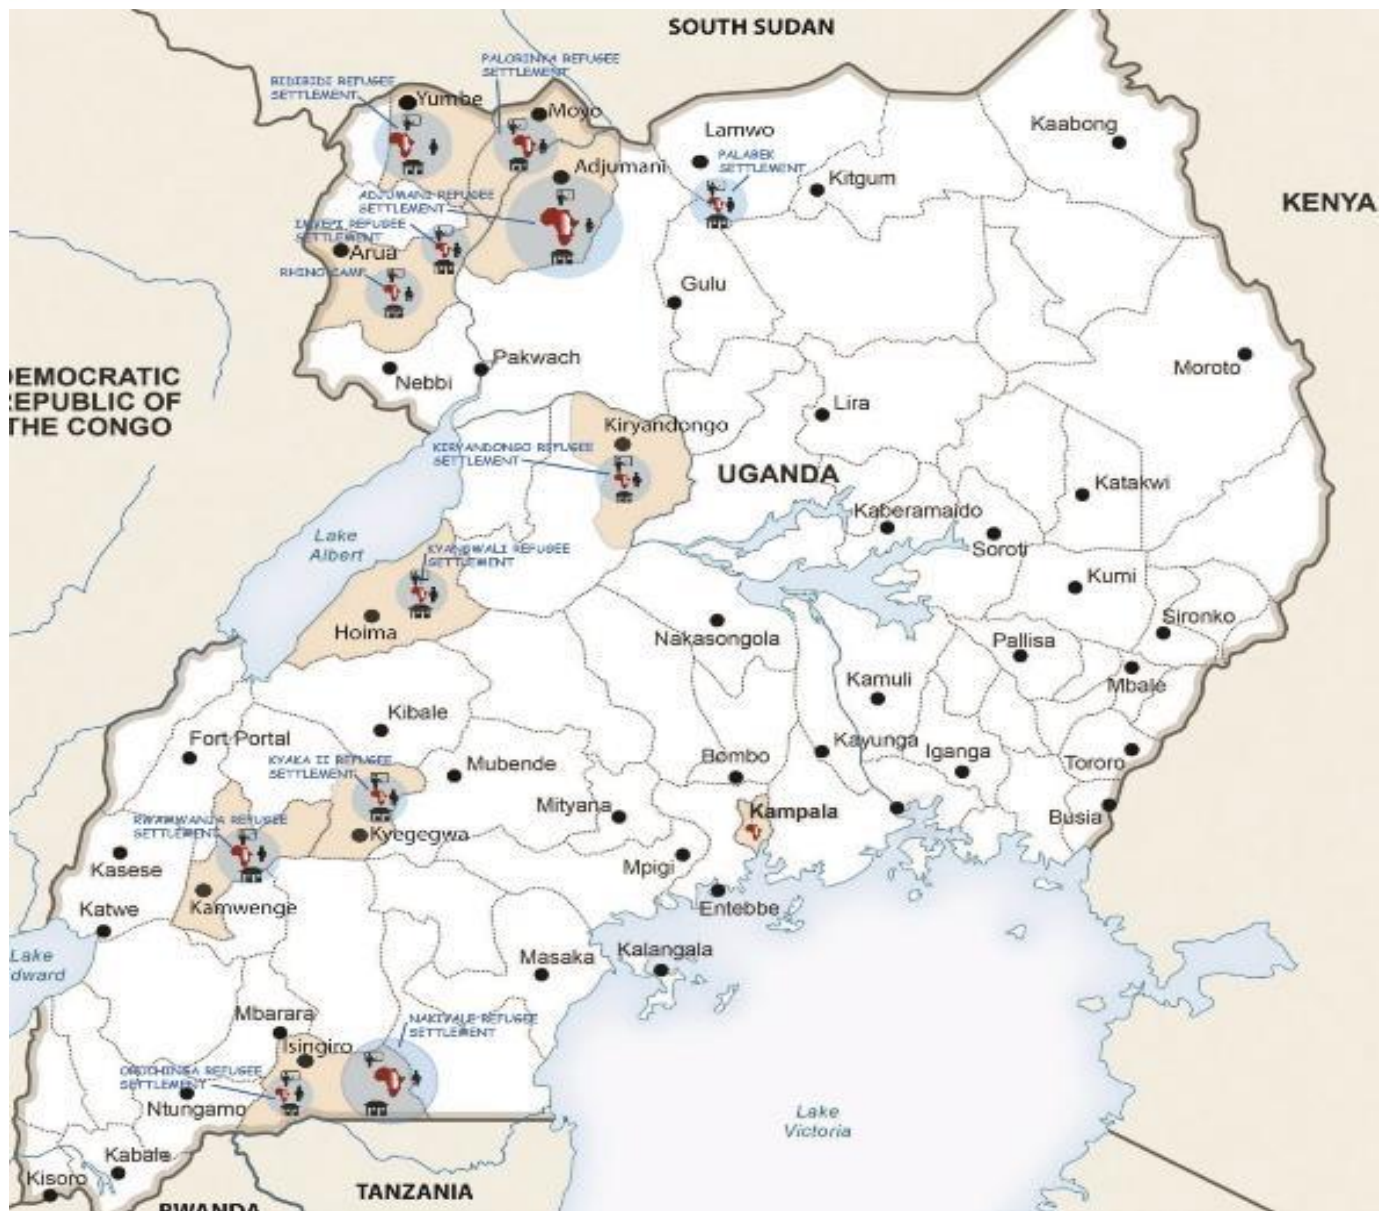 SOUTH SUDAN
PALORINYA REFUGEE
SETTLEMENT
BIDIBIDI REFUGEE
SETTLEMENT
Yumbe
Moyo
Lamwo
Kaabong
PALABEK
SETTLEMENT
Adjumani
Kitgum
ADJUMANI REFUGEE
SETTLEMENT
KENYA
IMVEPI REFUGEE
SETTLEMENT
Arua
RHINO CAMP
Gulu
Pakwach
Nebbi
Moroto
DEMOCRATIC
REPUBLIC OF
THE CONGO
Lira
Kiryandongo
KIRYANDONGO REFUGEE
SETTLEMENT
UGANDA
Katakwi
Kaberamaido
Soroti
Lake
Albert
KYANGWALI REFUGEE
SETTLEMENT
Kumi
Hoima
Nakasongola
Sironko
Pallisa
Mbale
Kamuli
Kibale
Fort Portal
Kayunga
Iganga
Bombo
Tororo
KYAKA II REFUGEE
SETTLEMENT
Mubende
Mityana
Kampala
Busia
RWAMWANJA REFUGEE
SETTLEMENT
Kyegegwa
Kasese
Mpigi
Kamwenge
Katwe
Entebbe
Lake
dward
Masaka
Kalangala
Mbarara
NAKIVALE REFUGEE
SETTLEMENT
Isingiro
ORUCHINGA REFUGEE
SETTLEMENT
Ntungamo
Lake
Victoria
Kabale
Kisoro
TANZANIA
RWANDA